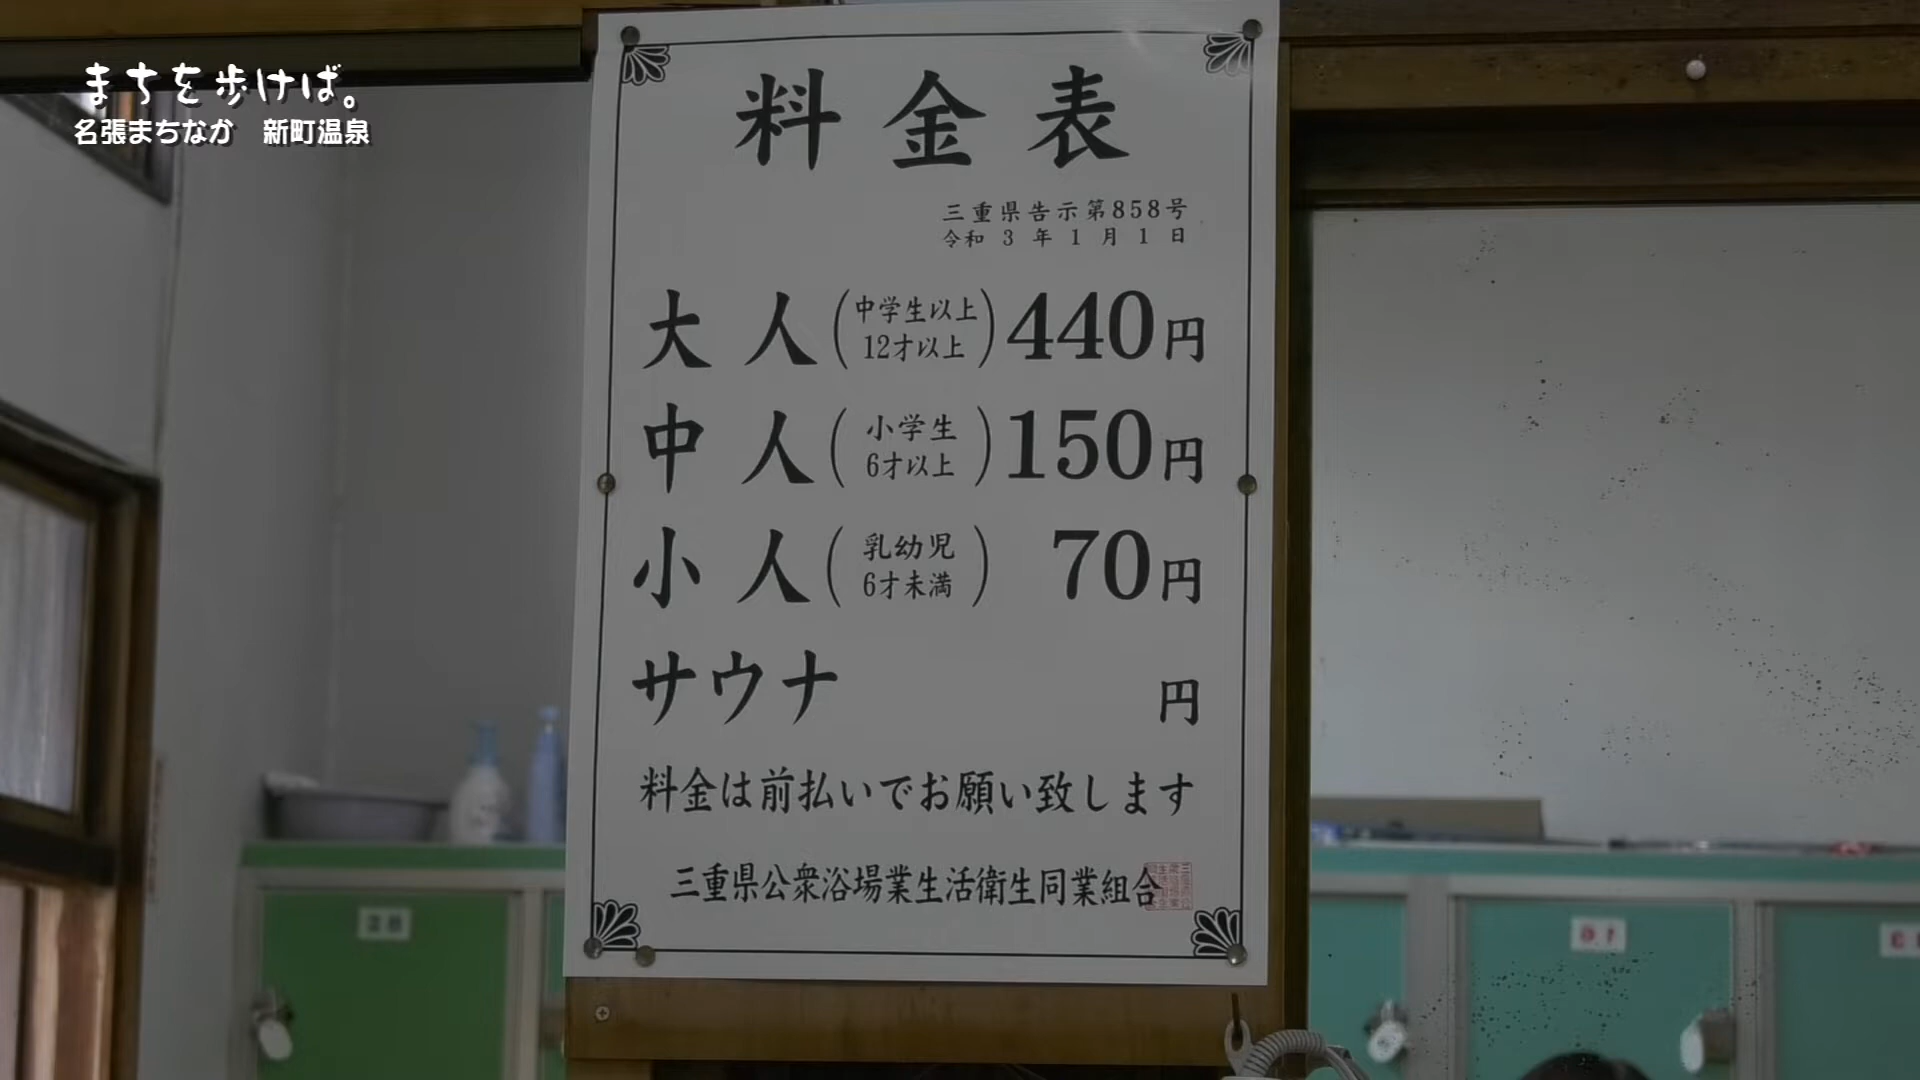 まちを歩けば。
名張まちなか　新町温泉
料金表
三重県告示第858号
令和3年1月1日
大人(中学生以上 12才以上)440円
中人(小学生 6才以上)150円
小人(乳幼児 6才未満)70円
サウナ　円
料金は前払いでお願い致します
三重県公衆浴場業生活衛生同業組合